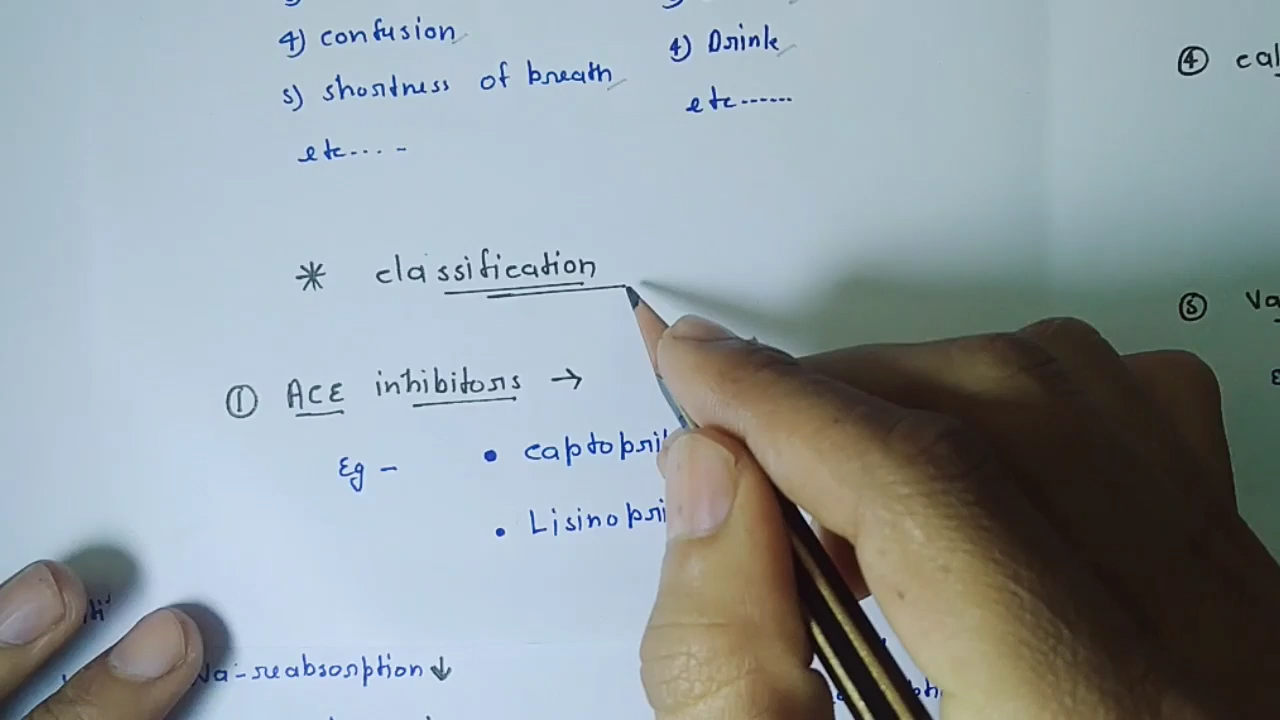 4) confusion
5) shortness of breath
etc.... -
4) Drink
etc......
* classification
① ACE inhibitors →
Eg - • captopril
• Lisinopri
Na-reabsorption ↓
④ cal
⑤ Va